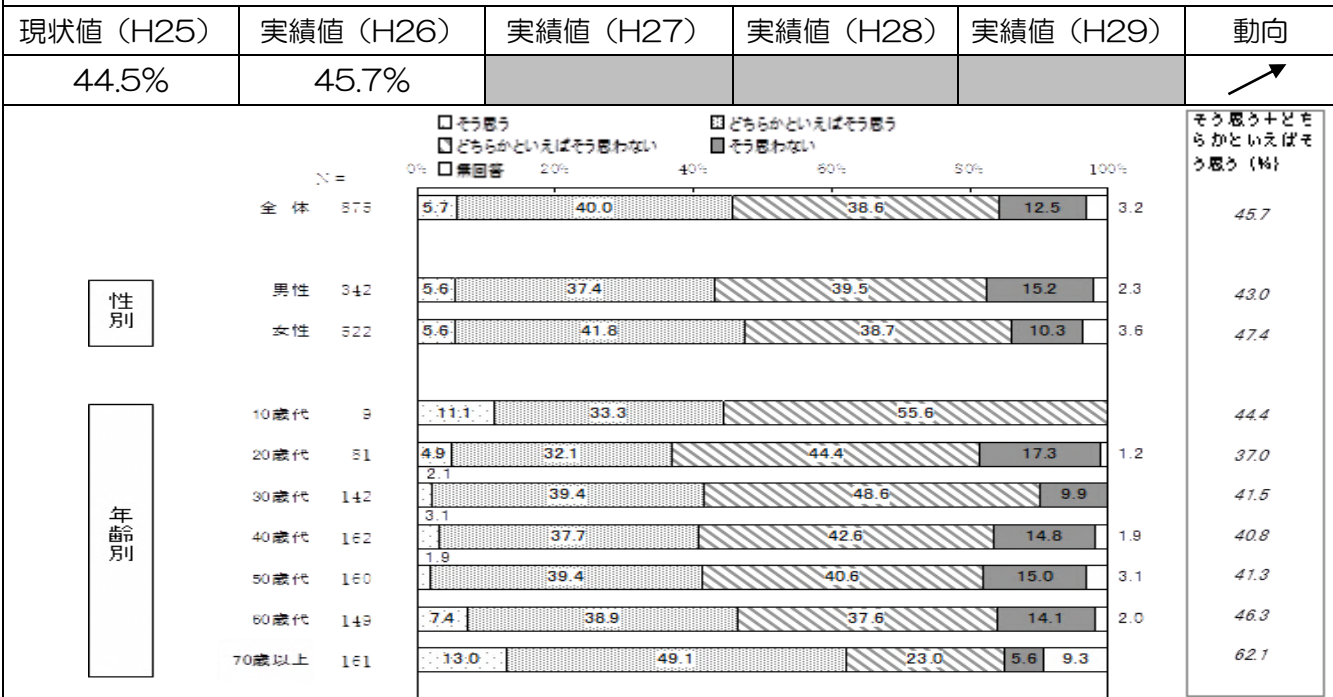 現状値（H25） 実績値（H26） 実績値（H27） 実績値（H28） 実績値（H29） 動向
44.5% 45.7%
□そう思う どちらかといえばそう思う
どちらかといえばそう思わない ■そう思わない
□無回答
そう思う＋どち
らかといえばそ
う思う（%）
N = 0% 20% 40% 60% 80% 100%
全 体 5.7 40.0 38.6 12.5 3.2 45.7
性別
男性 342 5.6 37.4 39.5 15.2 2.3 43.0
女性 5.6 41.8 38.7 10.3 3.6 47.4
年齢別
10歳代 9 11.1 33.3 55.6 44.4
20歳代 4.9 32.1 44.4 17.3 1.2 37.0
30歳代 142 2.1 39.4 48.6 9.9 41.5
40歳代 162 3.1 37.7 42.6 14.8 1.9 40.8
50歳代 160 1.9 39.4 40.6 15.0 3.1 41.3
60歳代 149 7.4 38.9 37.6 14.1 2.0 46.3
70歳以上 161 13.0 49.1 23.0 5.6 9.3 62.1